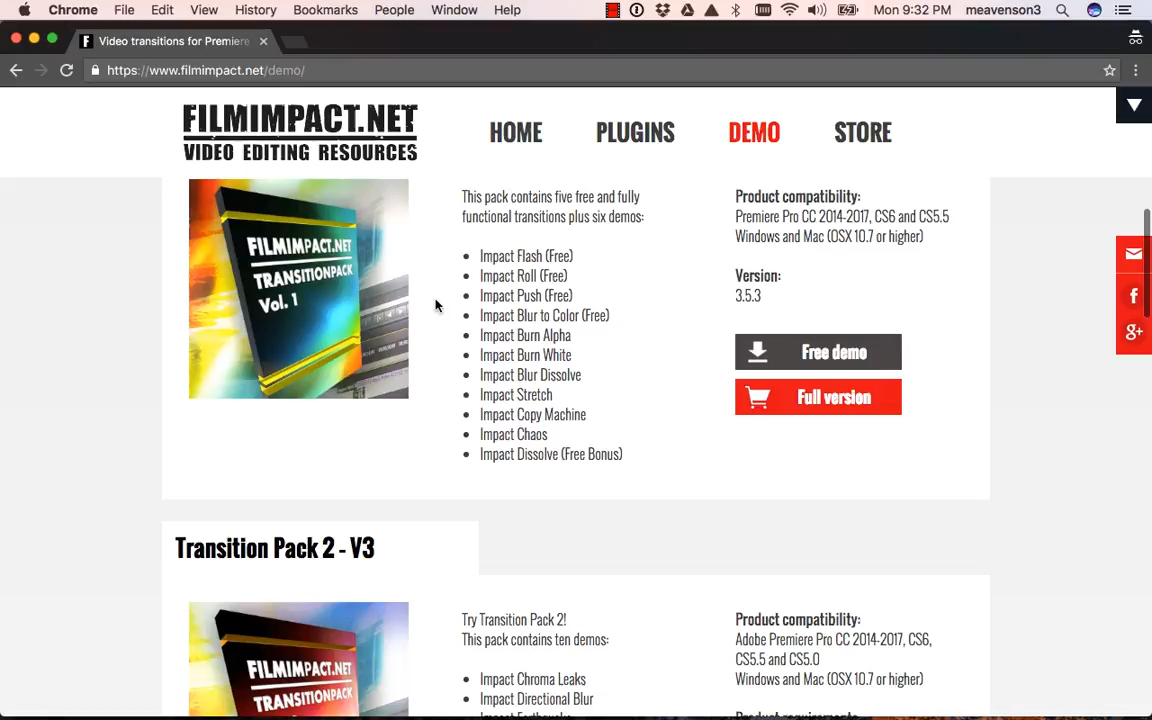 Chrome File Edit View History Bookmarks People Window Help Mon 9:32 PM meavenson3
Video transitions for Premiere
https://www.filmimpact.net/demo/
FILMIMPACT.NET
VIDEO EDITING RESOURCES
HOME PLUGINS DEMO STORE
FILMIMPACT.NET
TRANSITIONPACK
Vol. 1
This pack contains five free and fully
functional transitions plus six demos:
Impact Flash (Free)
Impact Roll (Free)
Impact Push (Free)
Impact Blur to Color (Free)
Impact Burn Alpha
Impact Burn White
Impact Blur Dissolve
Impact Stretch
Impact Copy Machine
Impact Chaos
Impact Dissolve (Free Bonus)
Product compatibility:
Premiere Pro CC 2014-2017, CS6 and CS5.5
Windows and Mac (OSX 10.7 or higher)
Version:
3.5.3
Free demo
Full version
Transition Pack 2 - V3
FILMIMPACT.NET
TRANSITIONPACK
Try Transition Pack 2!
This pack contains ten demos:
Impact Chroma Leaks
Impact Directional Blur
Product compatibility:
Adobe Premiere Pro CC 2014-2017, CS6,
CS5.5 and CS5.0
Windows and Mac (OSX 10.7 or higher)